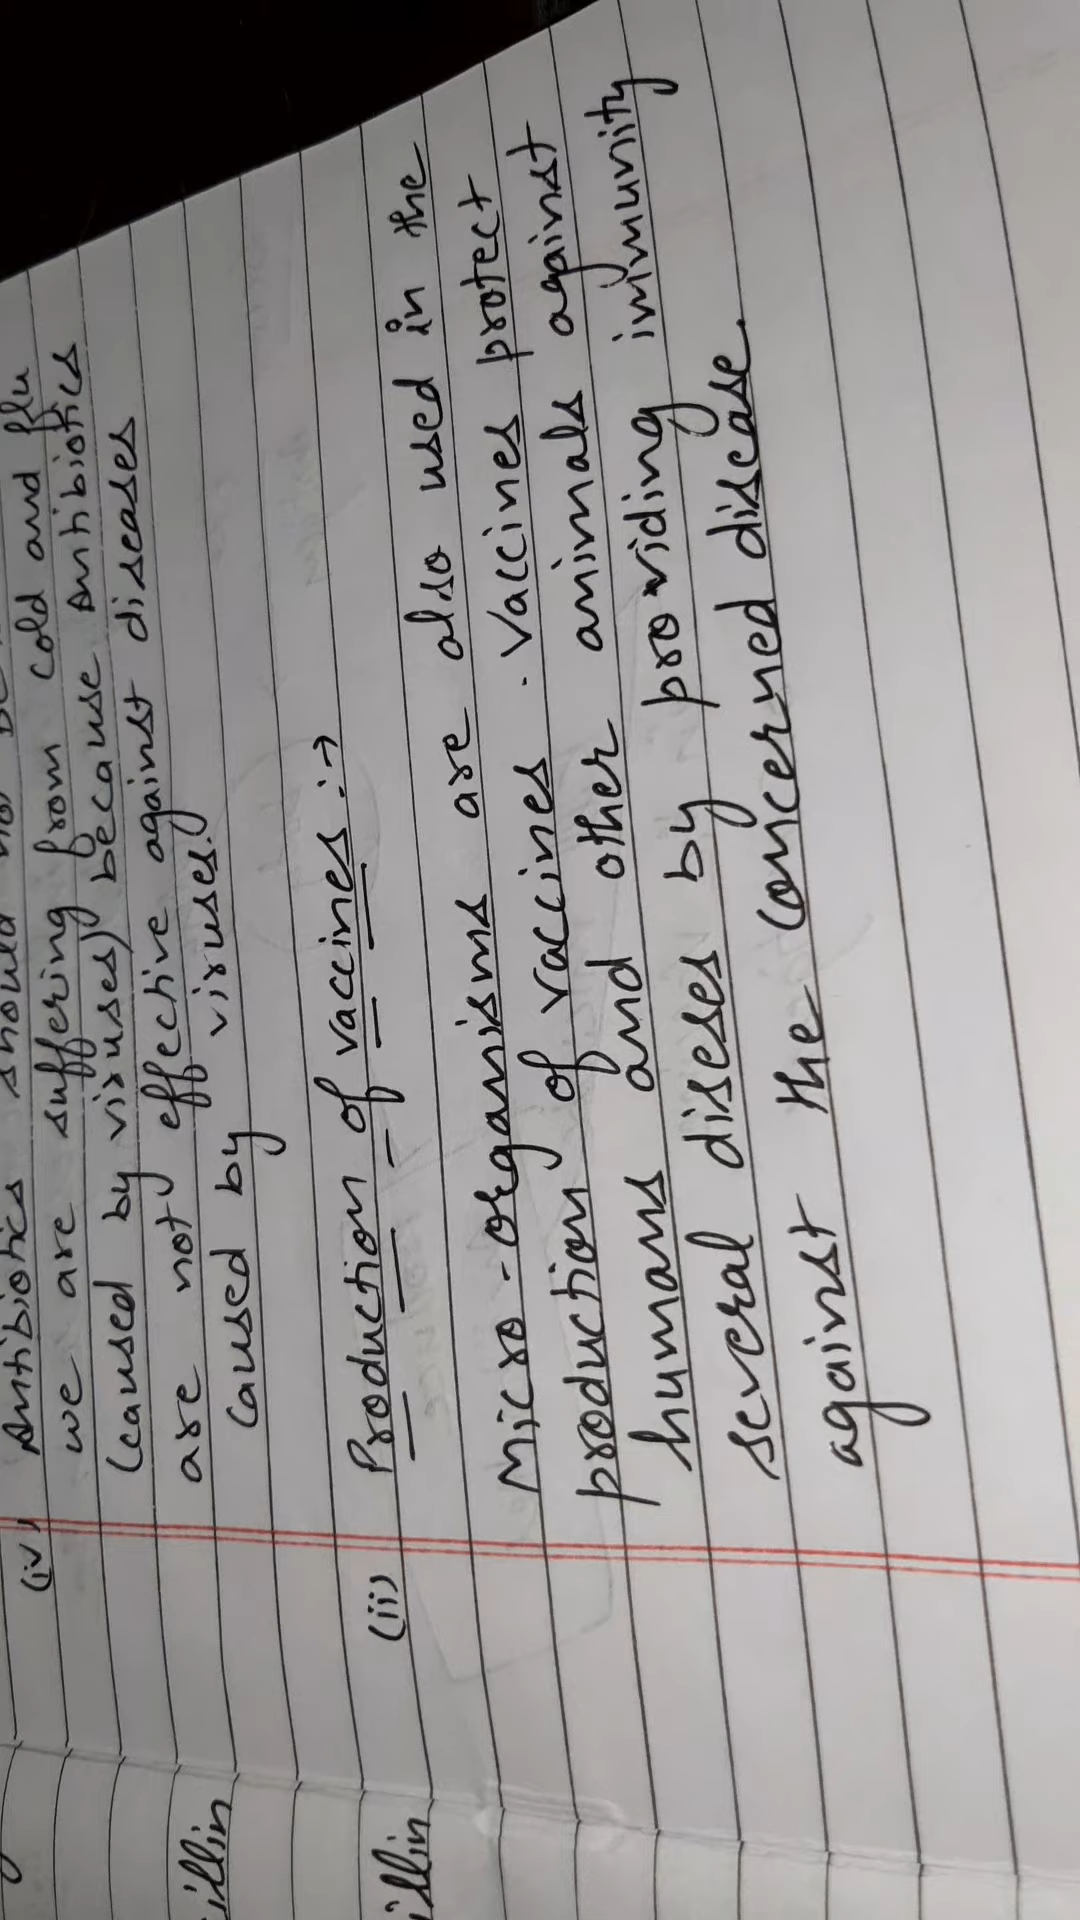 (iv) Antibiotics should
we are suffering from cold and flu
(caused by viruses) because antibiotics
are not effective against diseases
caused by viruses.
(ii) Production of vaccines :→
Micro-organisms are also used in the
production of vaccines. Vaccines protect
humans and other animals against
several diseses by providing immunity
against the concerned disease.
illin
illin